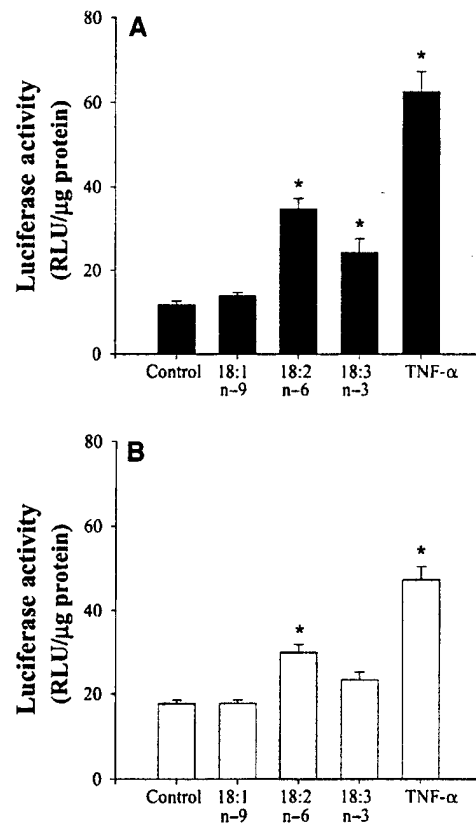 A
Luciferase activity
(RLU/µg protein)
80
60
40
20
0
*
*
*
Control 18:1 18:2 18:3 TNF-α
n-9 n-6 n-3
B
Luciferase activity
(RLU/µg protein)
80
60
40
20
0
*
*
Control 18:1 18:2 18:3 TNF-α
n-9 n-6 n-3